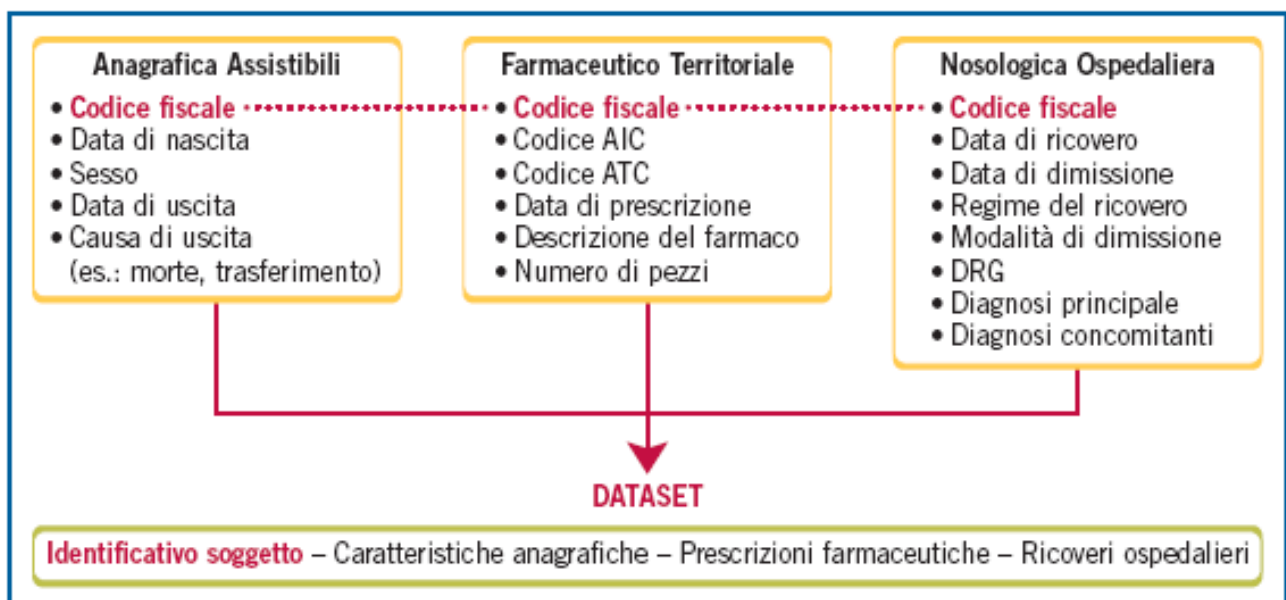 Anagrafica Assistibili
• Codice fiscale
• Data di nascita
• Sesso
• Data di uscita
• Causa di uscita
(es.: morte, trasferimento)
Farmaceutico Territoriale
• Codice fiscale
• Codice AIC
• Codice ATC
• Data di prescrizione
• Descrizione del farmaco
• Numero di pezzi
Nosologica Ospedaliera
• Codice fiscale
• Data di ricovero
• Data di dimissione
• Regime del ricovero
• Modalità di dimissione
• DRG
• Diagnosi principale
• Diagnosi concomitanti
DATASET
Identificativo soggetto – Caratteristiche anagrafiche – Prescrizioni farmaceutiche – Ricoveri ospedalieri